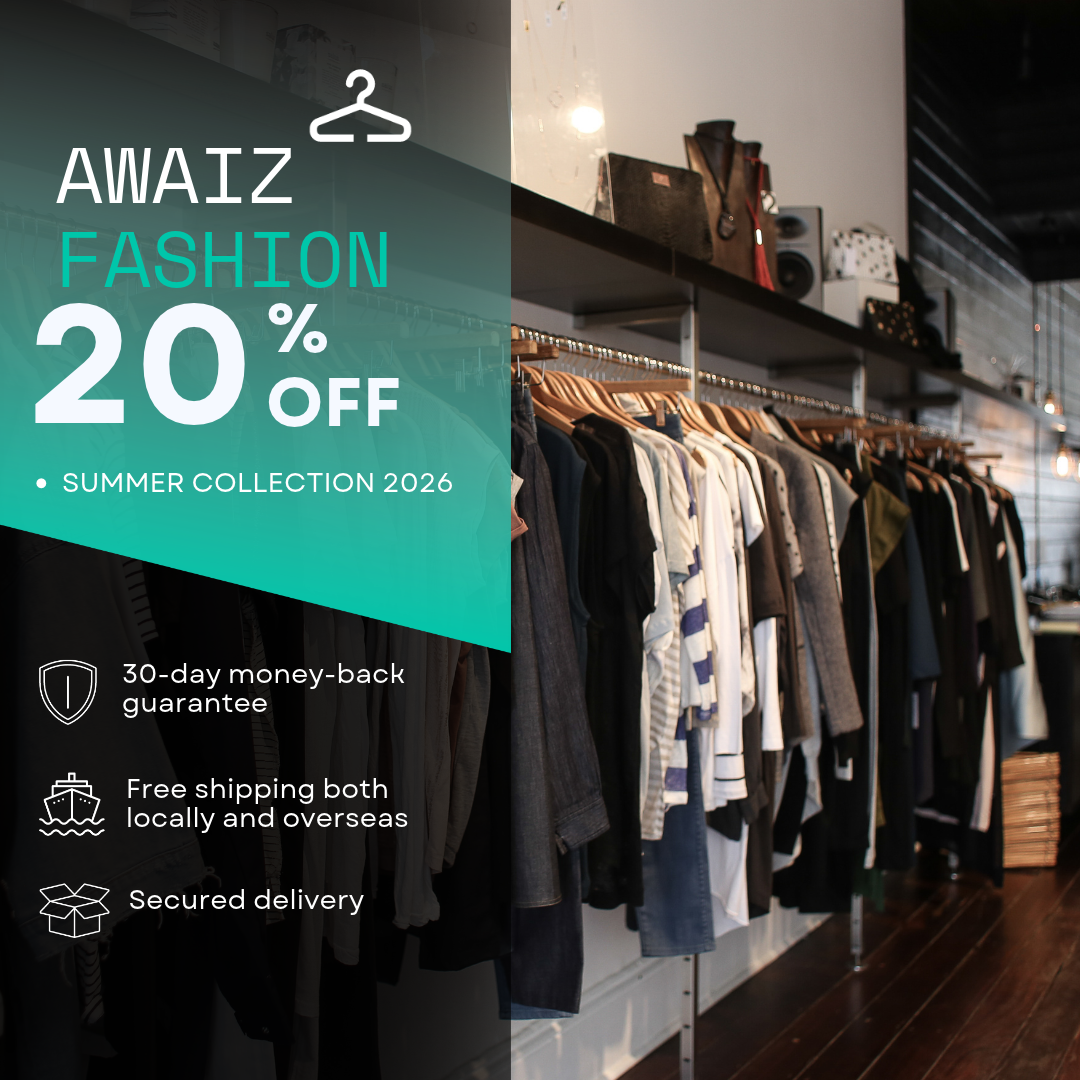 AWAIZ
FASHION
20 % OFF
• SUMMER COLLECTION 2026
30-day money-back
guarantee
Free shipping both
locally and overseas
Secured delivery